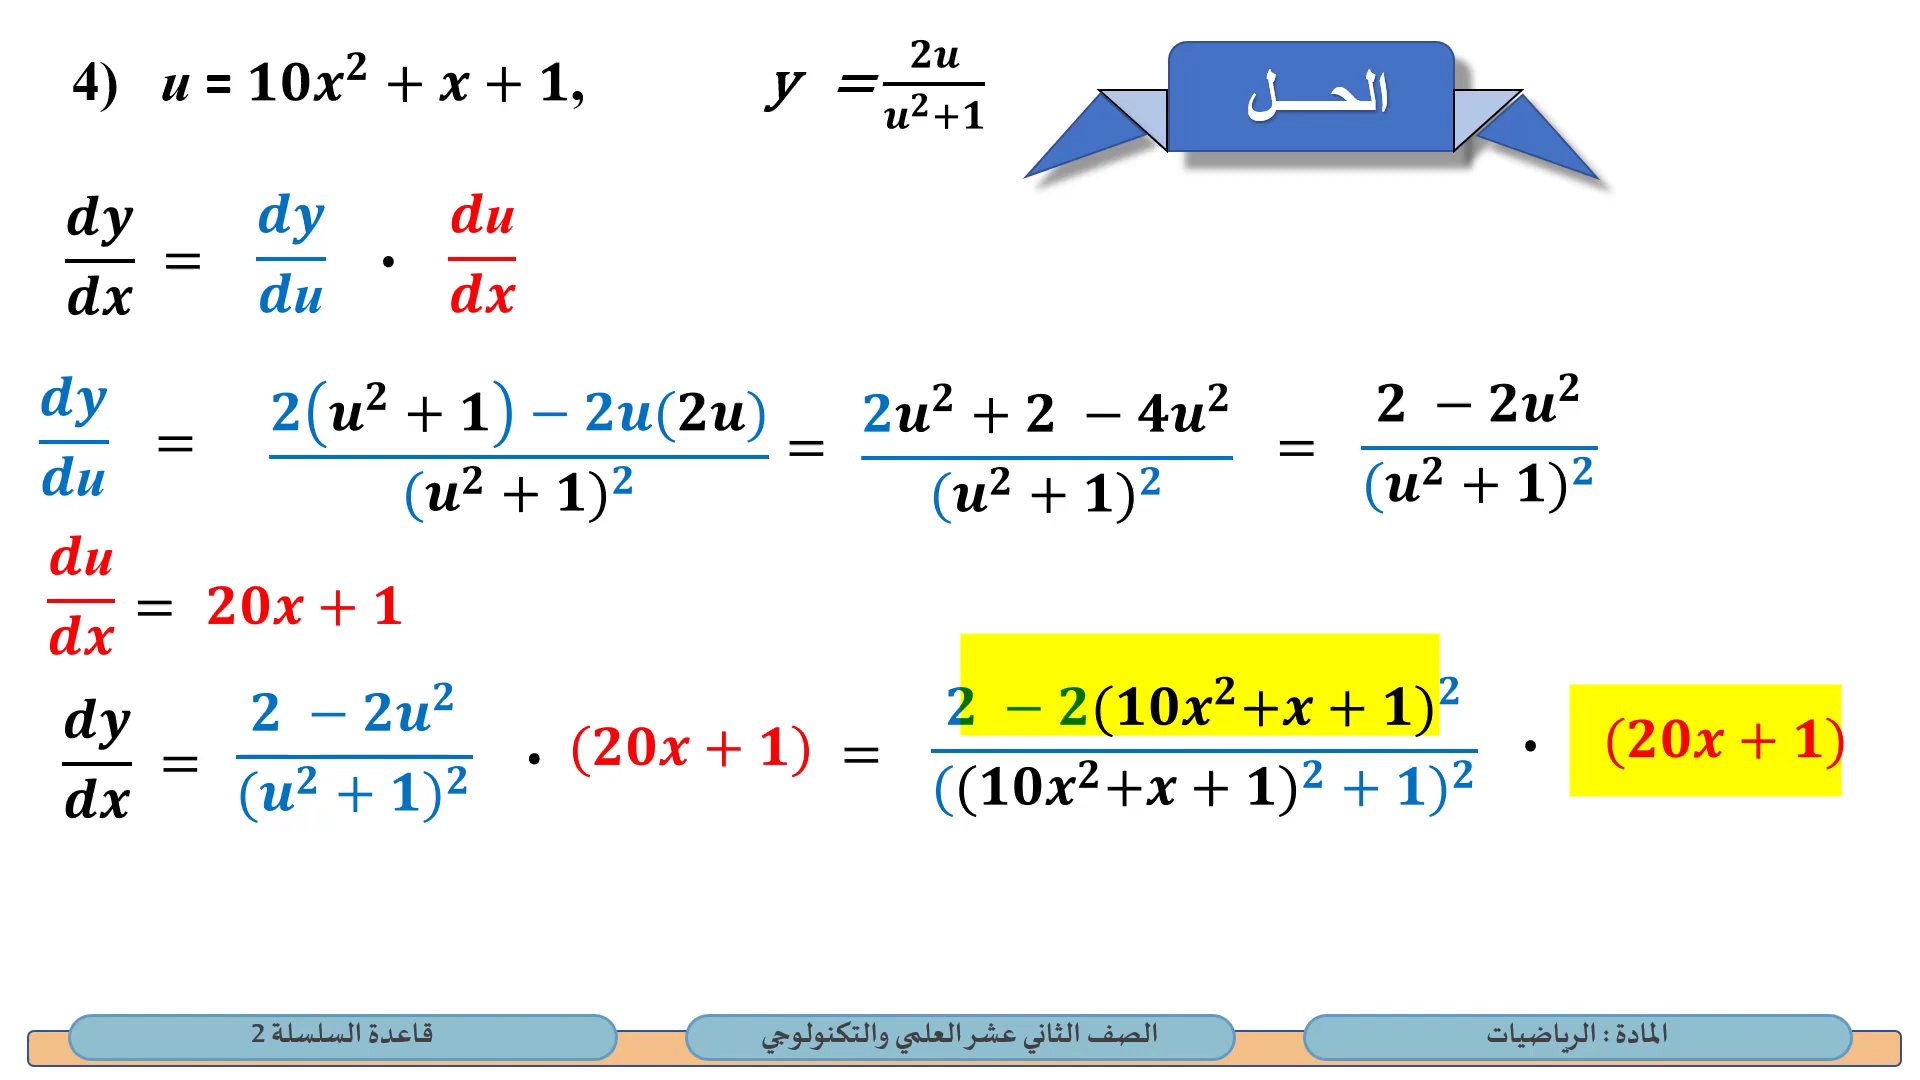 4) u = 10x² + x + 1, y = 2u/(u²+1)
الحــــل
dy/dx = dy/du · du/dx
dy/du = (2(u² + 1) − 2u(2u))/(u² + 1)² = (2u² + 2 − 4u²)/(u² + 1)² = (2 − 2u²)/(u² + 1)²
du/dx = 20x + 1
dy/dx = (2 − 2u²)/(u² + 1)² · (20x + 1) = (2 − 2(10x²+x + 1)²)/((10x²+x + 1)² + 1)² · (20x + 1)
المادة : الرياضيات
الصف الثاني عشر العلمي والتكنولوجي
قاعدة السلسلة 2